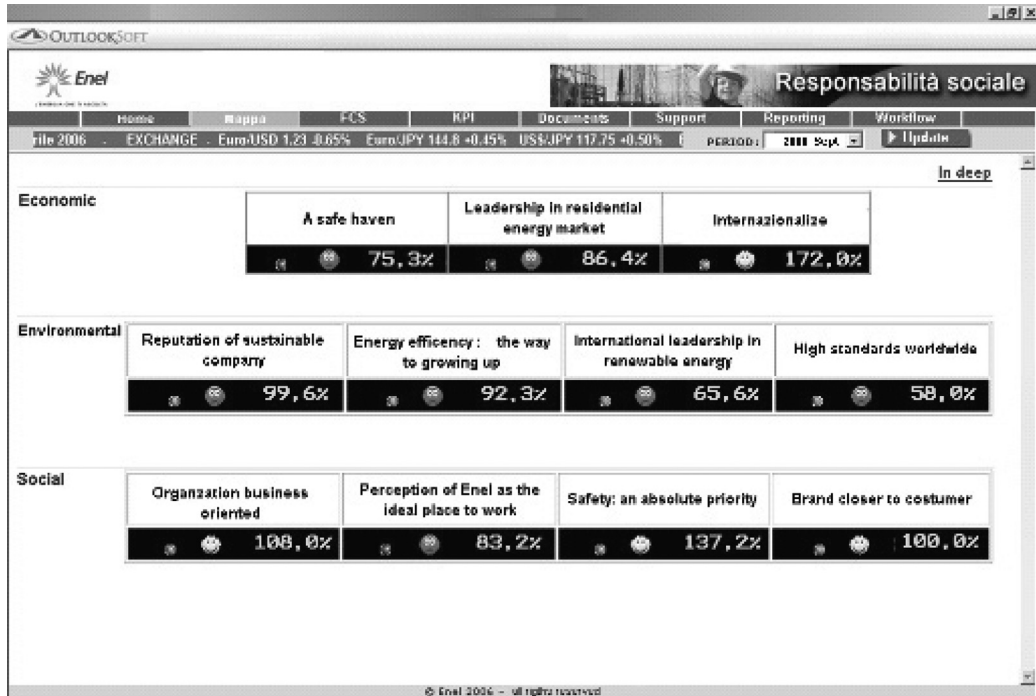 OUTLOOKSOFT
Enel
Responsabilità sociale
Home Mappa FCS KPI Documents Support Reporting Workflow
rile 2006 - EXCHANGE - Euro/USD 1.23 -0.65% Euro/JPY 144.8 +0.45% US$/JPY 117.75 +0.50% PERIOD: Sept Update
In deep
Economic
A safe haven
Leadership in residential
energy market
Internazionalize
75,3%
86,4%
172,0%
Environmental
Reputation of sustainable
company
Energy efficency : the way
to growing up
International leadership in
renewable energy
High standards worldwide
99,6%
92,3%
65,6%
58,0%
Social
Organzation business
oriented
Perception of Enel as the
ideal place to work
Safety: an absolute priority
Brand closer to costumer
108,0%
83,2%
137,2%
100,0%
© Enel 2006 - all rights reserved